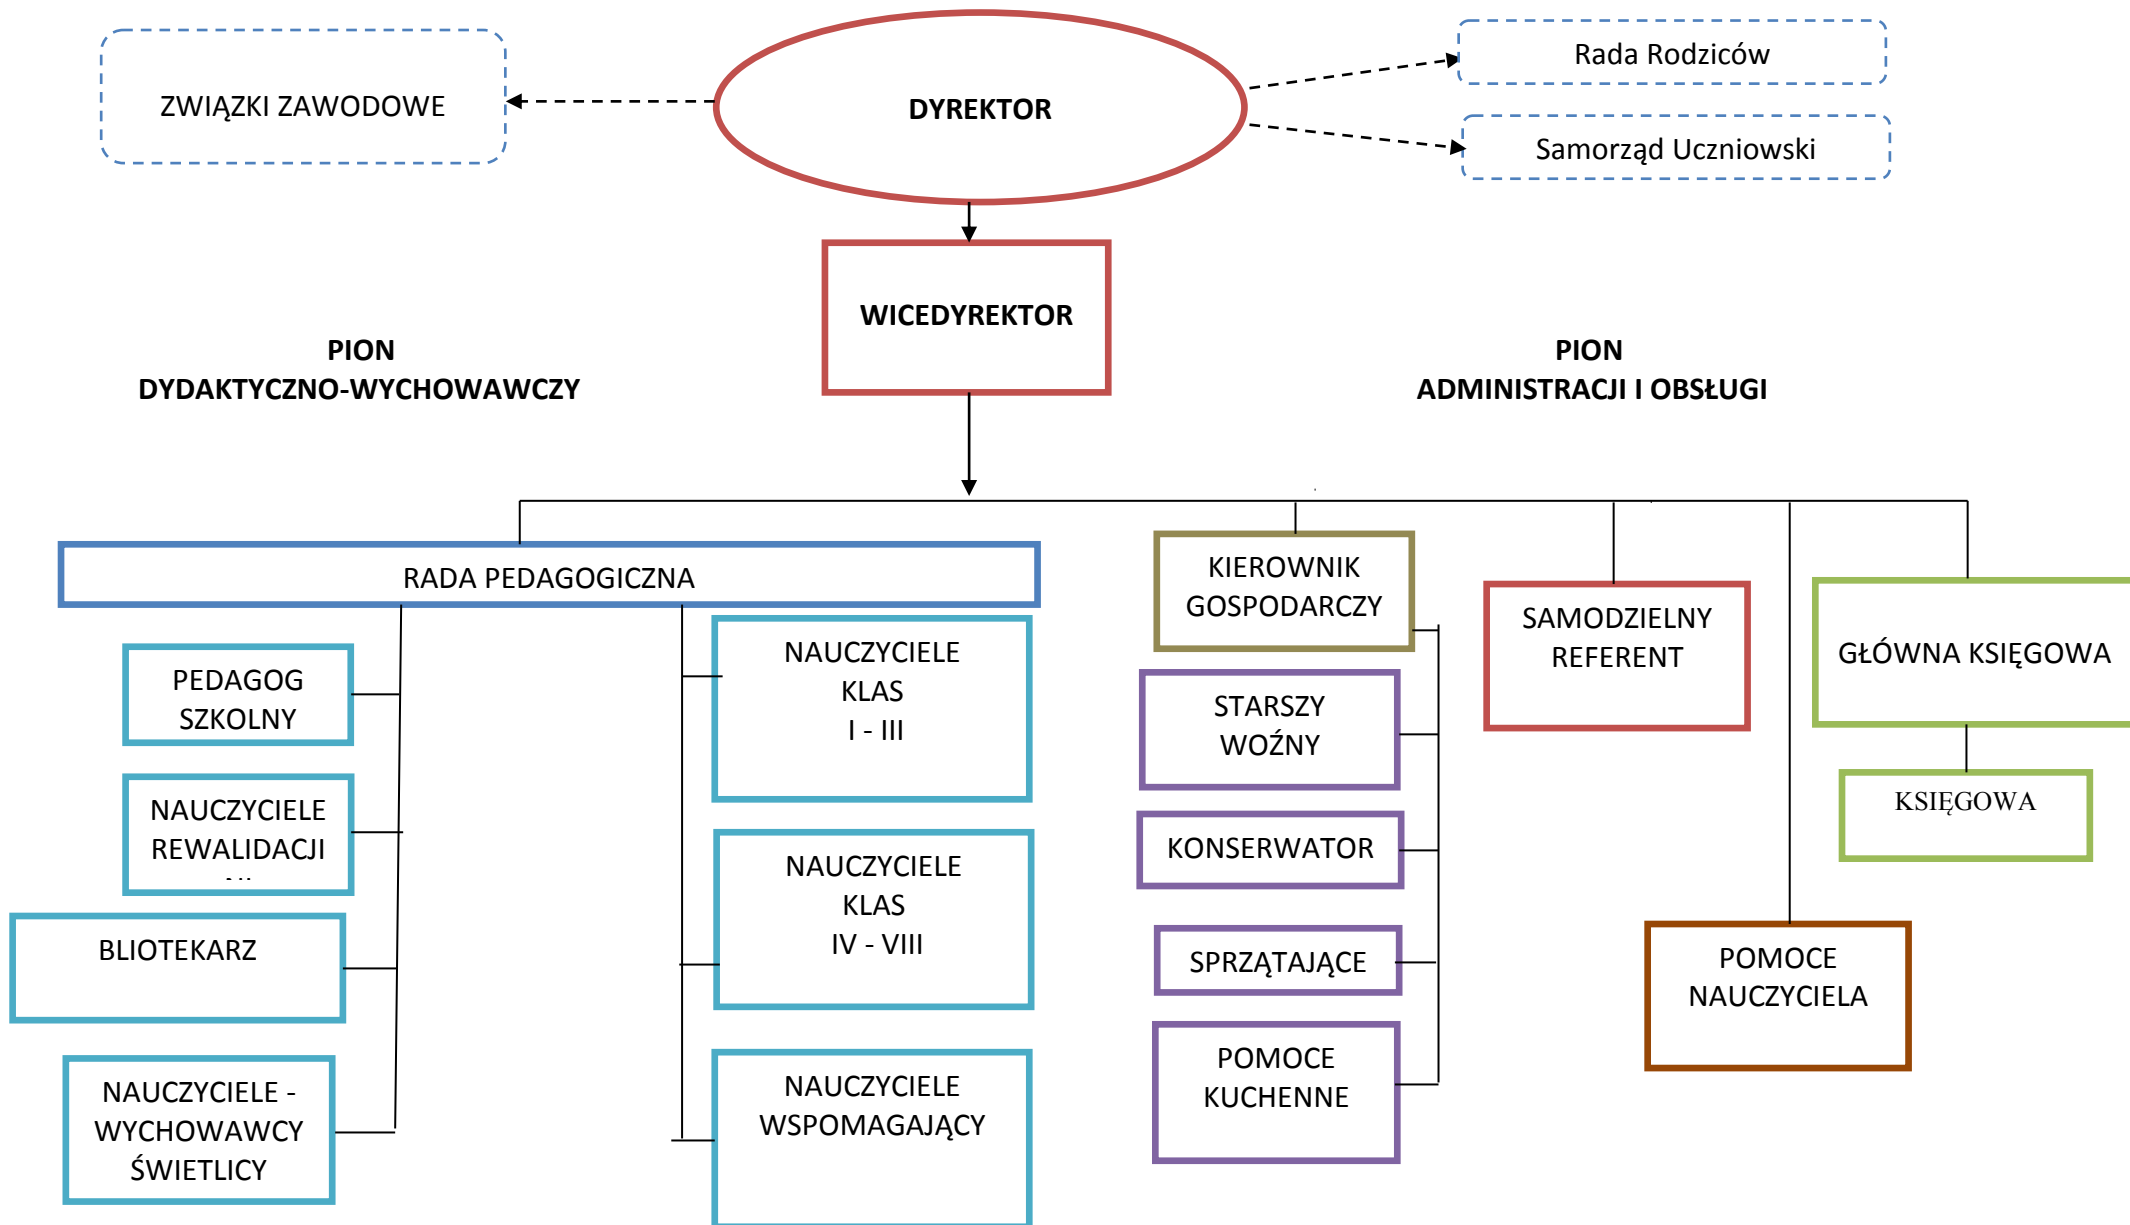 ZWIĄZKI ZAWODOWE
DYREKTOR
Rada Rodziców
Samorząd Uczniowski
WICEDYREKTOR
PION
DYDAKTYCZNO-WYCHOWAWCZY
PION
ADMINISTRACJI I OBSŁUGI
RADA PEDAGOGICZNA
PEDAGOG
SZKOLNY
NAUCZYCIELE
REWALIDACJI
BLIOTEKARZ
NAUCZYCIELE -
WYCHOWAWCY
ŚWIETLICY
NAUCZYCIELE
KLAS
I - III
NAUCZYCIELE
KLAS
IV - VIII
NAUCZYCIELE
WSPOMAGAJĄCY
KIEROWNIK
GOSPODARCZY
STARSZY
WOŹNY
KONSERWATOR
SPRZĄTAJĄCE
POMOCE
KUCHENNE
SAMODZIELNY
REFERENT
POMOCE
NAUCZYCIELA
GŁÓWNA KSIĘGOWA
KSIĘGOWA